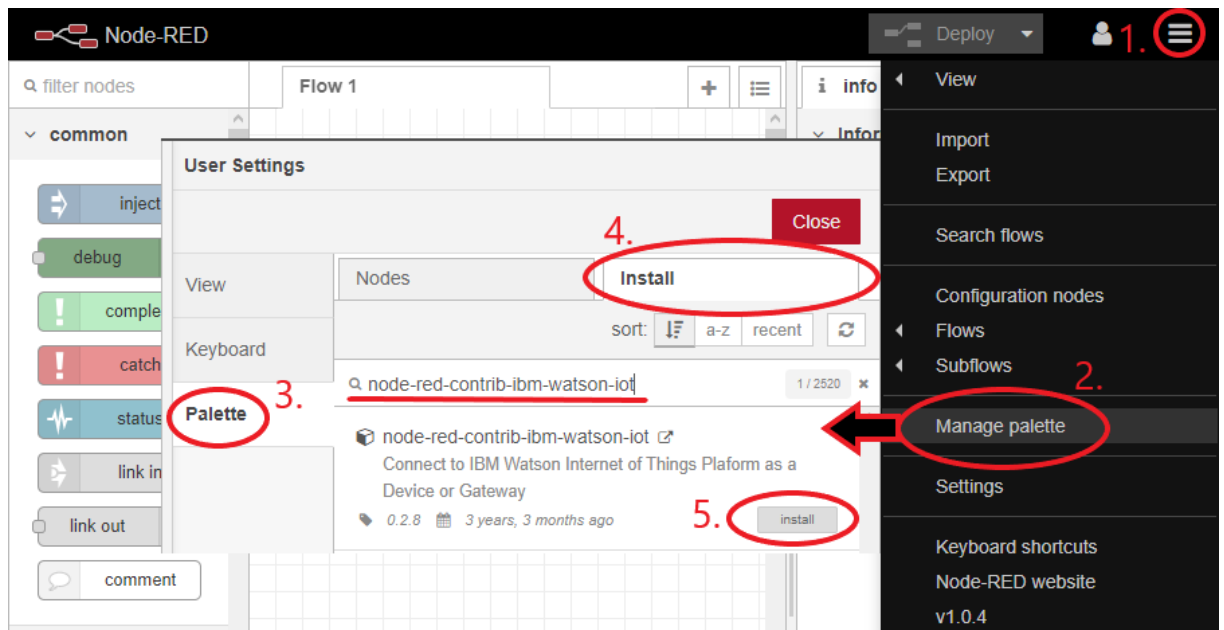 Node-RED
Deploy
1.
filter nodes
Flow 1
info
common
Infor
inject
debug
comple
catch
status
link in
link out
comment
User Settings
Close
4.
View
Keyboard
Palette
3.
Nodes
Install
sort:
a-z
recent
node-red-contrib-ibm-watson-iot
1 / 2520
node-red-contrib-ibm-watson-iot
Connect to IBM Watson Internet of Things Plaform as a
Device or Gateway
0.2.8
3 years, 3 months ago
5.
install
View
Import
Export
Search flows
Configuration nodes
Flows
Subflows
2.
Manage palette
Settings
Keyboard shortcuts
Node-RED website
v1.0.4